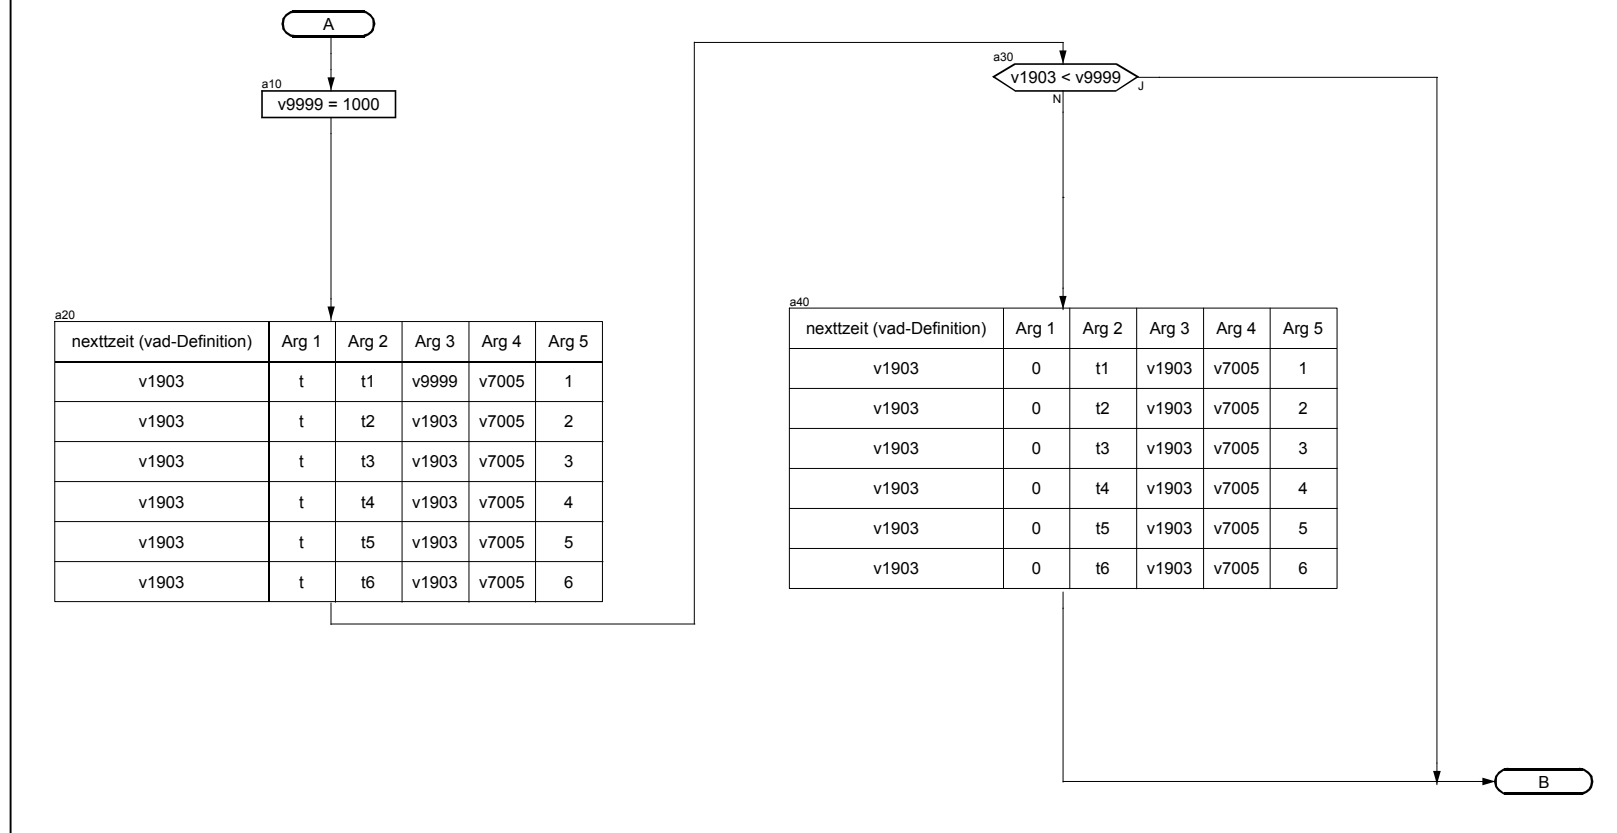 A
a10
v9999 = 1000
a20
nexttzeit (vad-Definition) Arg 1 Arg 2 Arg 3 Arg 4 Arg 5
v1903 t t1 v9999 v7005 1
v1903 t t2 v1903 v7005 2
v1903 t t3 v1903 v7005 3
v1903 t t4 v1903 v7005 4
v1903 t t5 v1903 v7005 5
v1903 t t6 v1903 v7005 6
a30
v1903 < v9999
N
J
a40
nexttzeit (vad-Definition) Arg 1 Arg 2 Arg 3 Arg 4 Arg 5
v1903 0 t1 v1903 v7005 1
v1903 0 t2 v1903 v7005 2
v1903 0 t3 v1903 v7005 3
v1903 0 t4 v1903 v7005 4
v1903 0 t5 v1903 v7005 5
v1903 0 t6 v1903 v7005 6
B